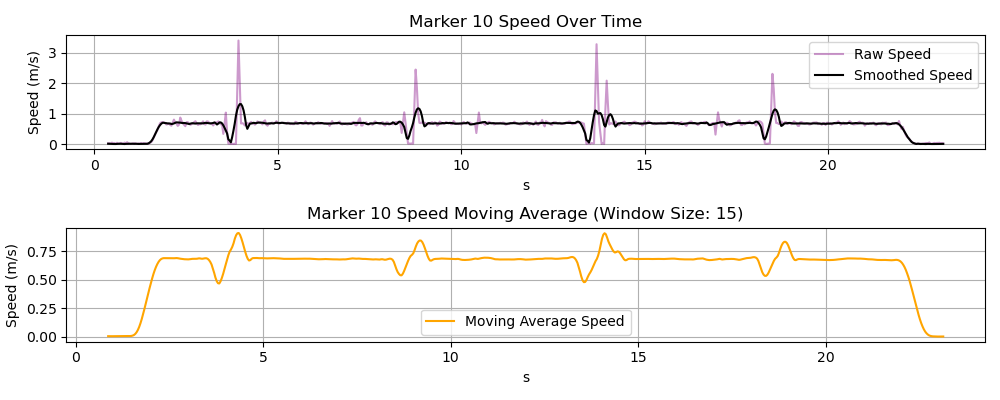 Marker 10 Speed Over Time
Speed (m/s)
3
2
1
0
Raw Speed
Smoothed Speed
0 5 10 15 20
s
Marker 10 Speed Moving Average (Window Size: 15)
Speed (m/s)
0.75
0.50
0.25
0.00
Moving Average Speed
0 5 10 15 20
s